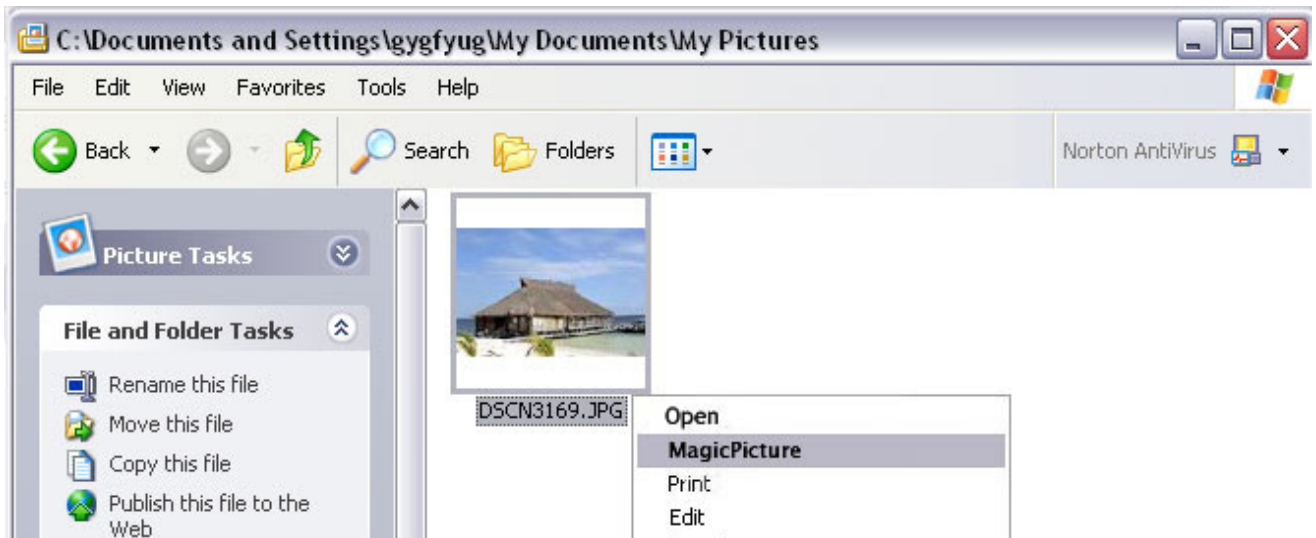 C:\Documents and Settings\gygfyug\My Documents\My Pictures
File Edit View Favorites Tools Help
Back Search Folders Norton AntiVirus
Picture Tasks
File and Folder Tasks
Rename this file
Move this file
Copy this file
Publish this file to the
Web
DSCN3169.JPG
Open
MagicPicture
Print
Edit